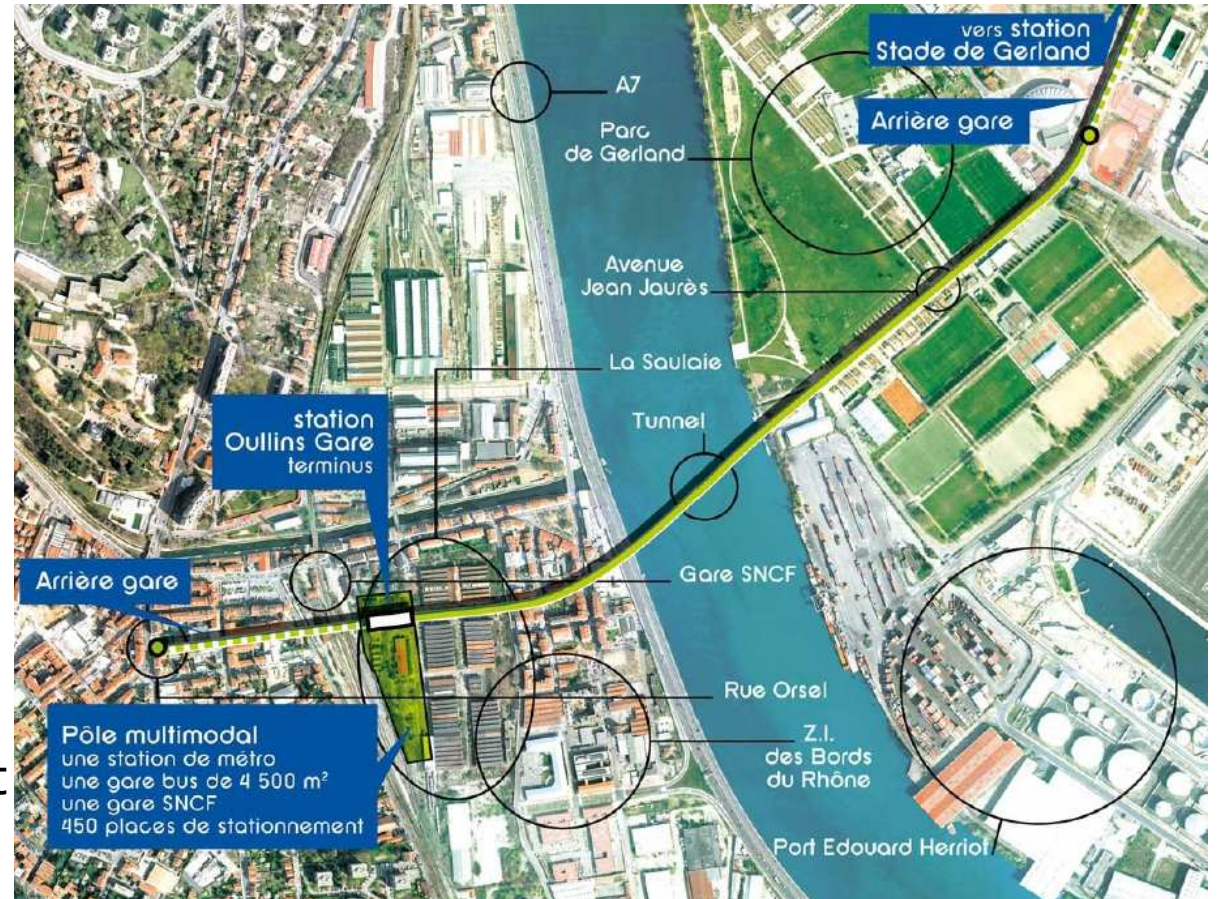 vers station
Stade de Gerland
A7
Arrière gare
Parc
de Gerland
Avenue
Jean Jaurès
La Saulaie
station
Oullins Gare
terminus
Tunnel
Arrière gare
Gare SNCF
Rue Orsel
Pôle multimodal
une station de métro
une gare bus de 4 500 m²
une gare SNCF
450 places de stationnement
Z.I.
des Bords
du Rhône
Port Edouard Herriot
t